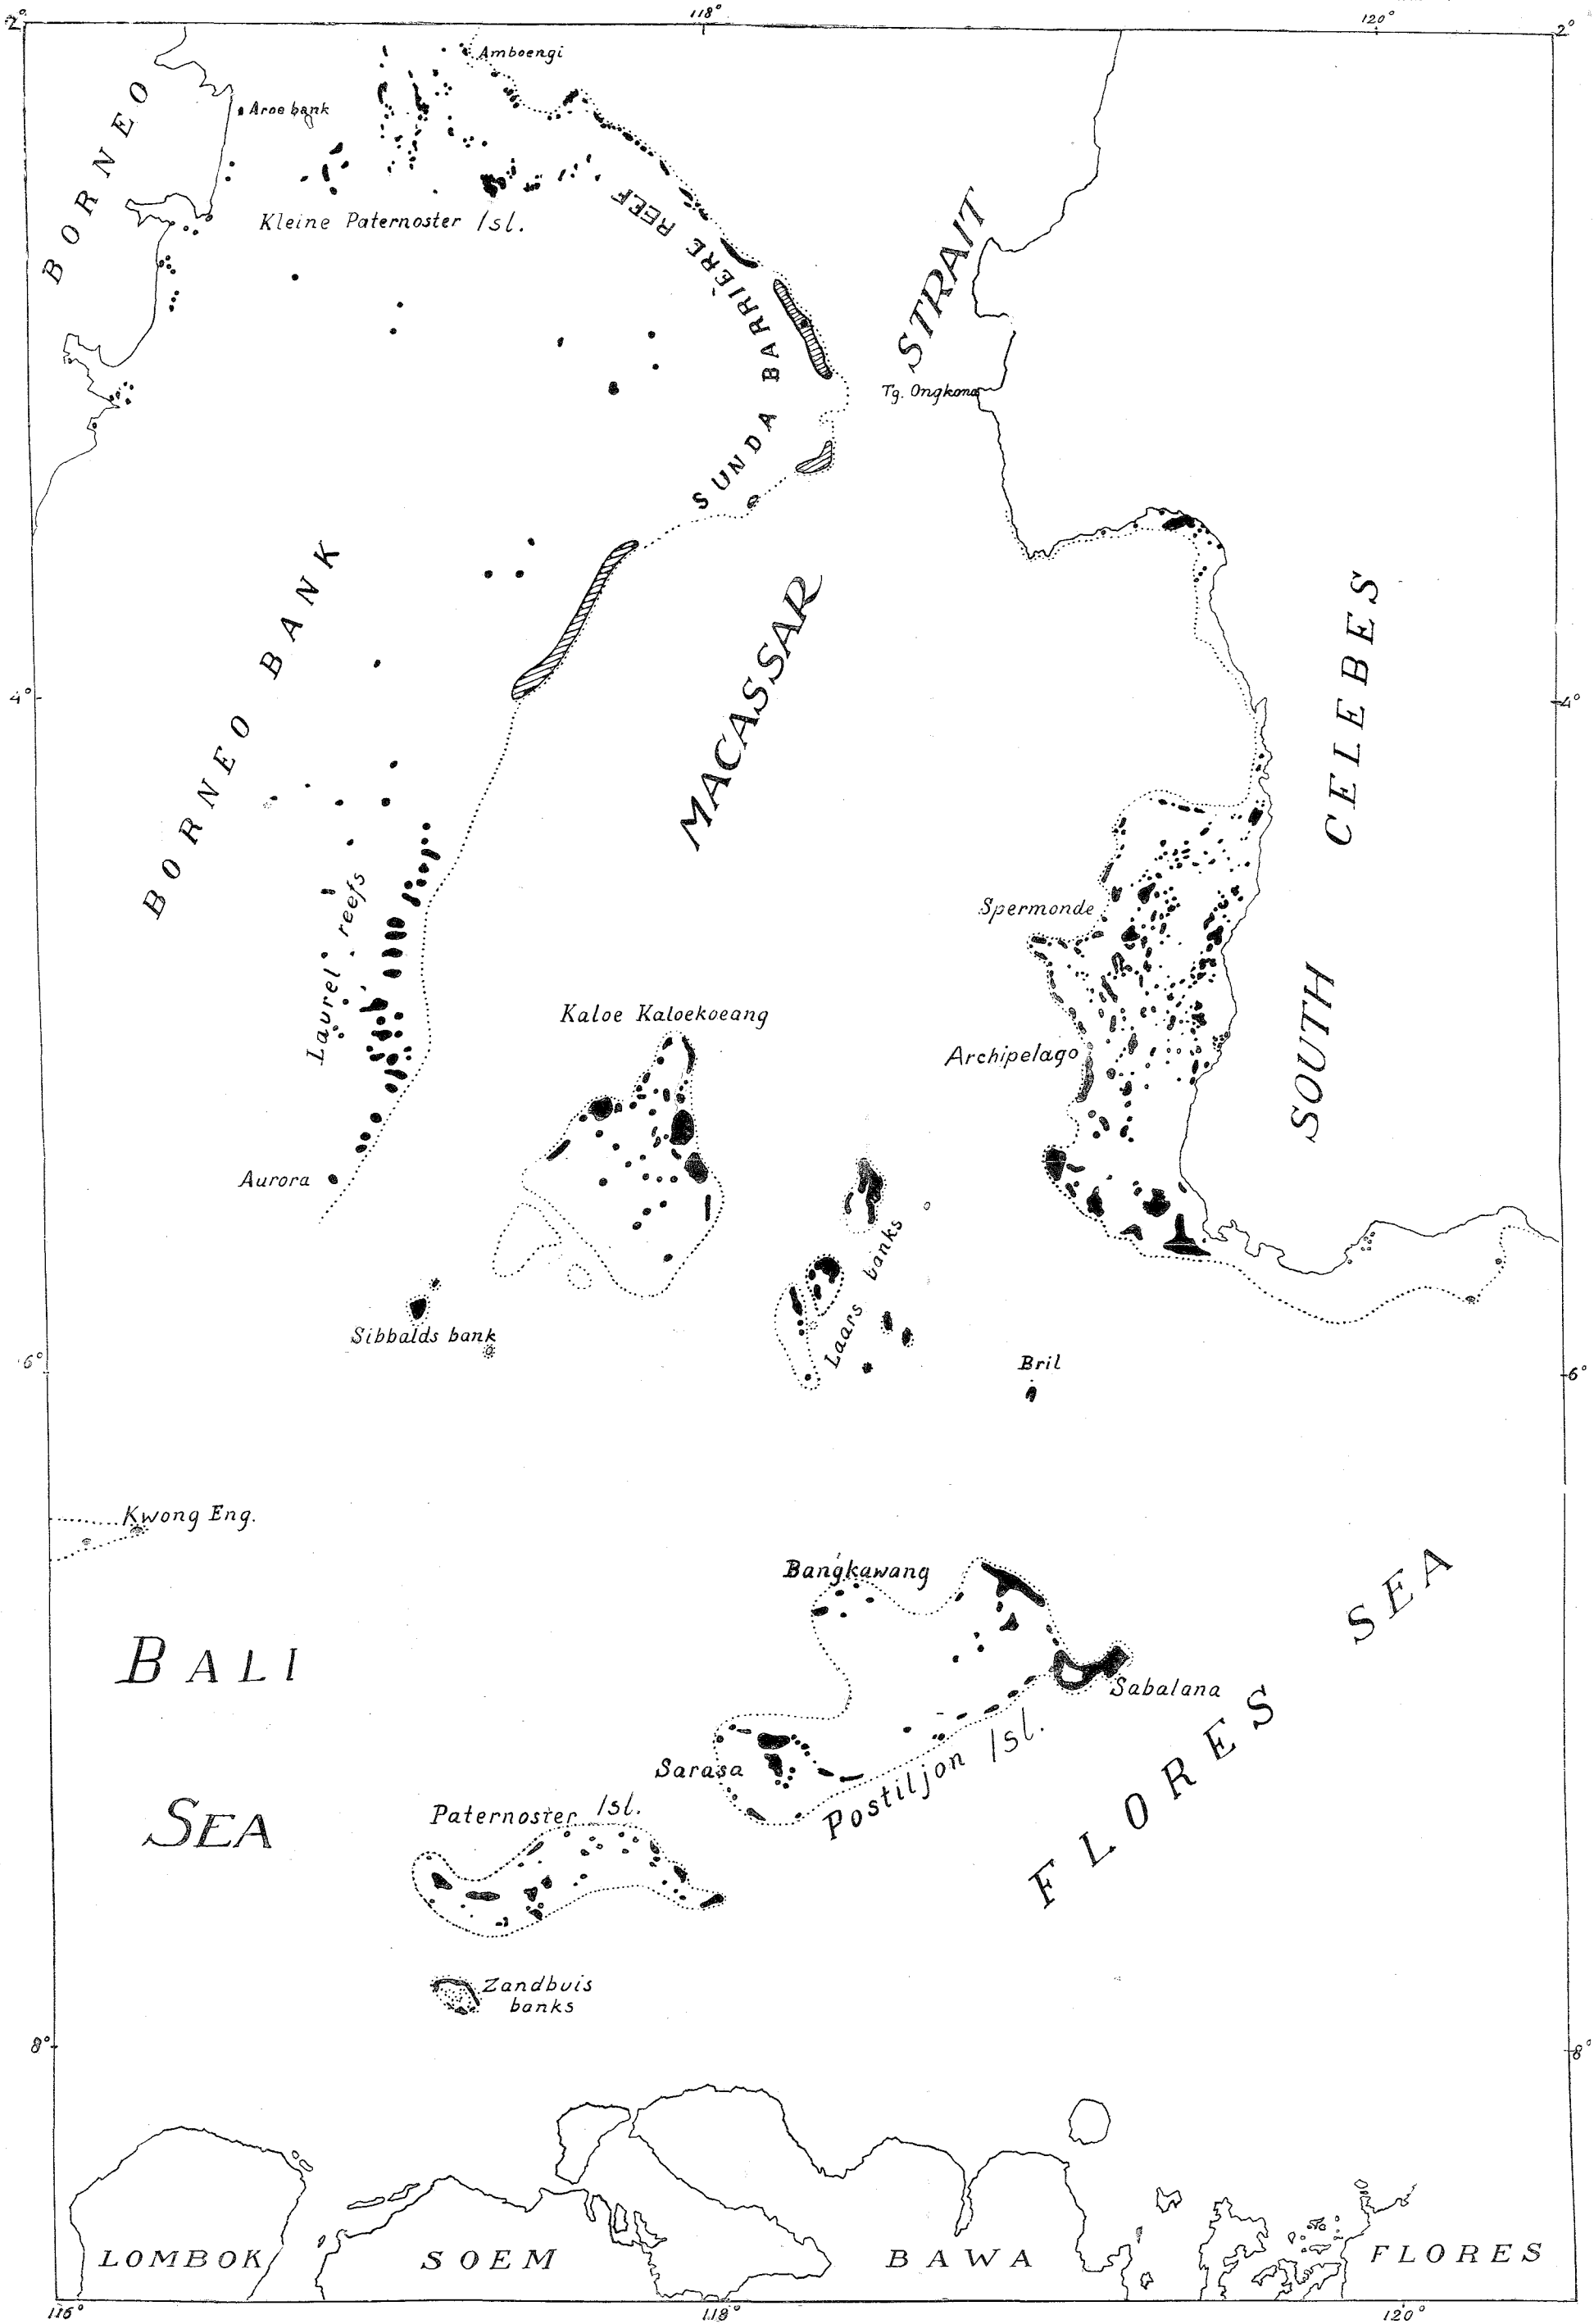 2°
118°
120°
2°
Amboengi
Aroe bank
BORNEO
Kleine Paternoster Isl.
SUNDA BARRIÈRE REEF
STRAIT
Tg. Ongkona
BORNEO BANK
MACASSAR
SOUTH CELEBES
4°
4°
Laurel reefs
Spermonde
Archipelago
Kaloe Kaloekoeang
Aurora
Laars banks
Sibbalds bank
Bril
6°
6°
Kwong Eng.
Bangkawang
BALI
SEA
Sabalana
FLORES SEA
Sarasa
Postiljon Isl.
Paternoster Isl.
Zandbuis
banks
8°
8°
LOMBOK
SOEM
BAWA
FLORES
116°
118°
120°